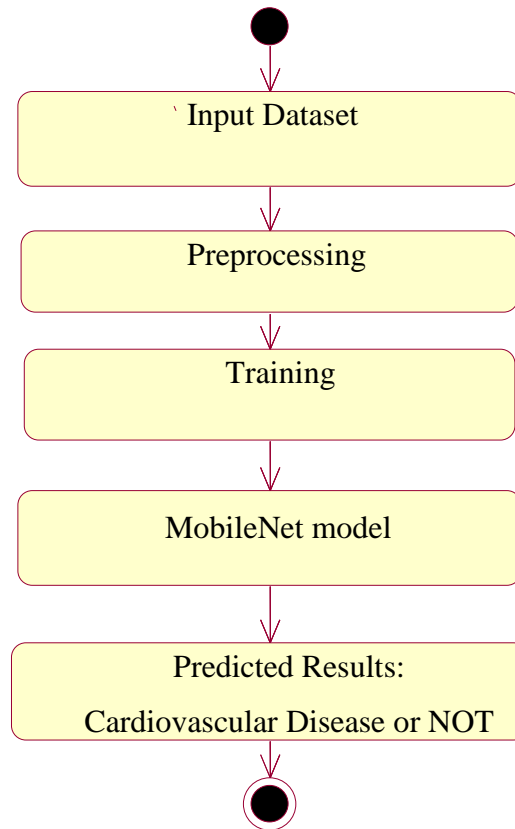 Input Dataset
Preprocessing
Training
MobileNet model
Predicted Results:
Cardiovascular Disease or NOT